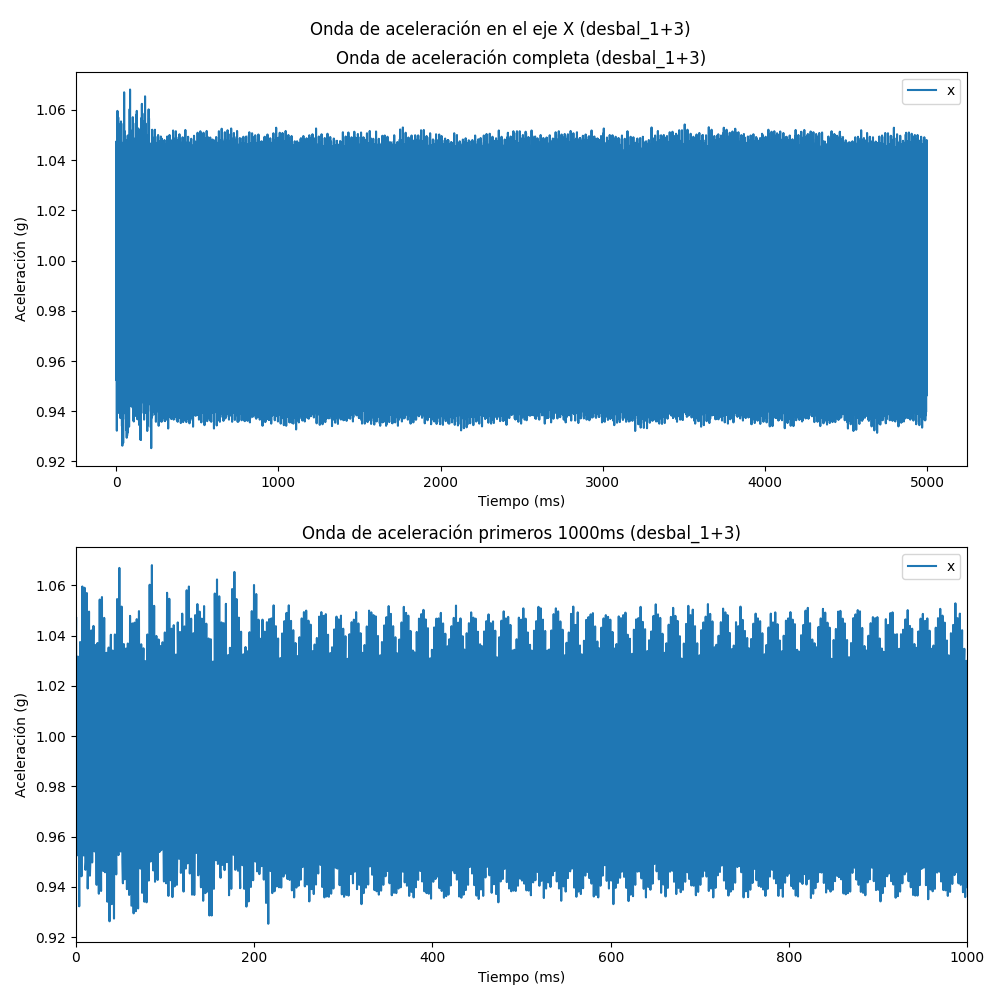 Onda de aceleración en el eje X (desbal_1+3)
Onda de aceleración completa (desbal_1+3)
x
1.06
1.04
1.02
1.00
0.98
0.96
0.94
0.92
Aceleración (g)
0 1000 2000 3000 4000 5000
Tiempo (ms)
Onda de aceleración primeros 1000ms (desbal_1+3)
x
1.06
1.04
1.02
1.00
0.98
0.96
0.94
0.92
Aceleración (g)
0 200 400 600 800 1000
Tiempo (ms)